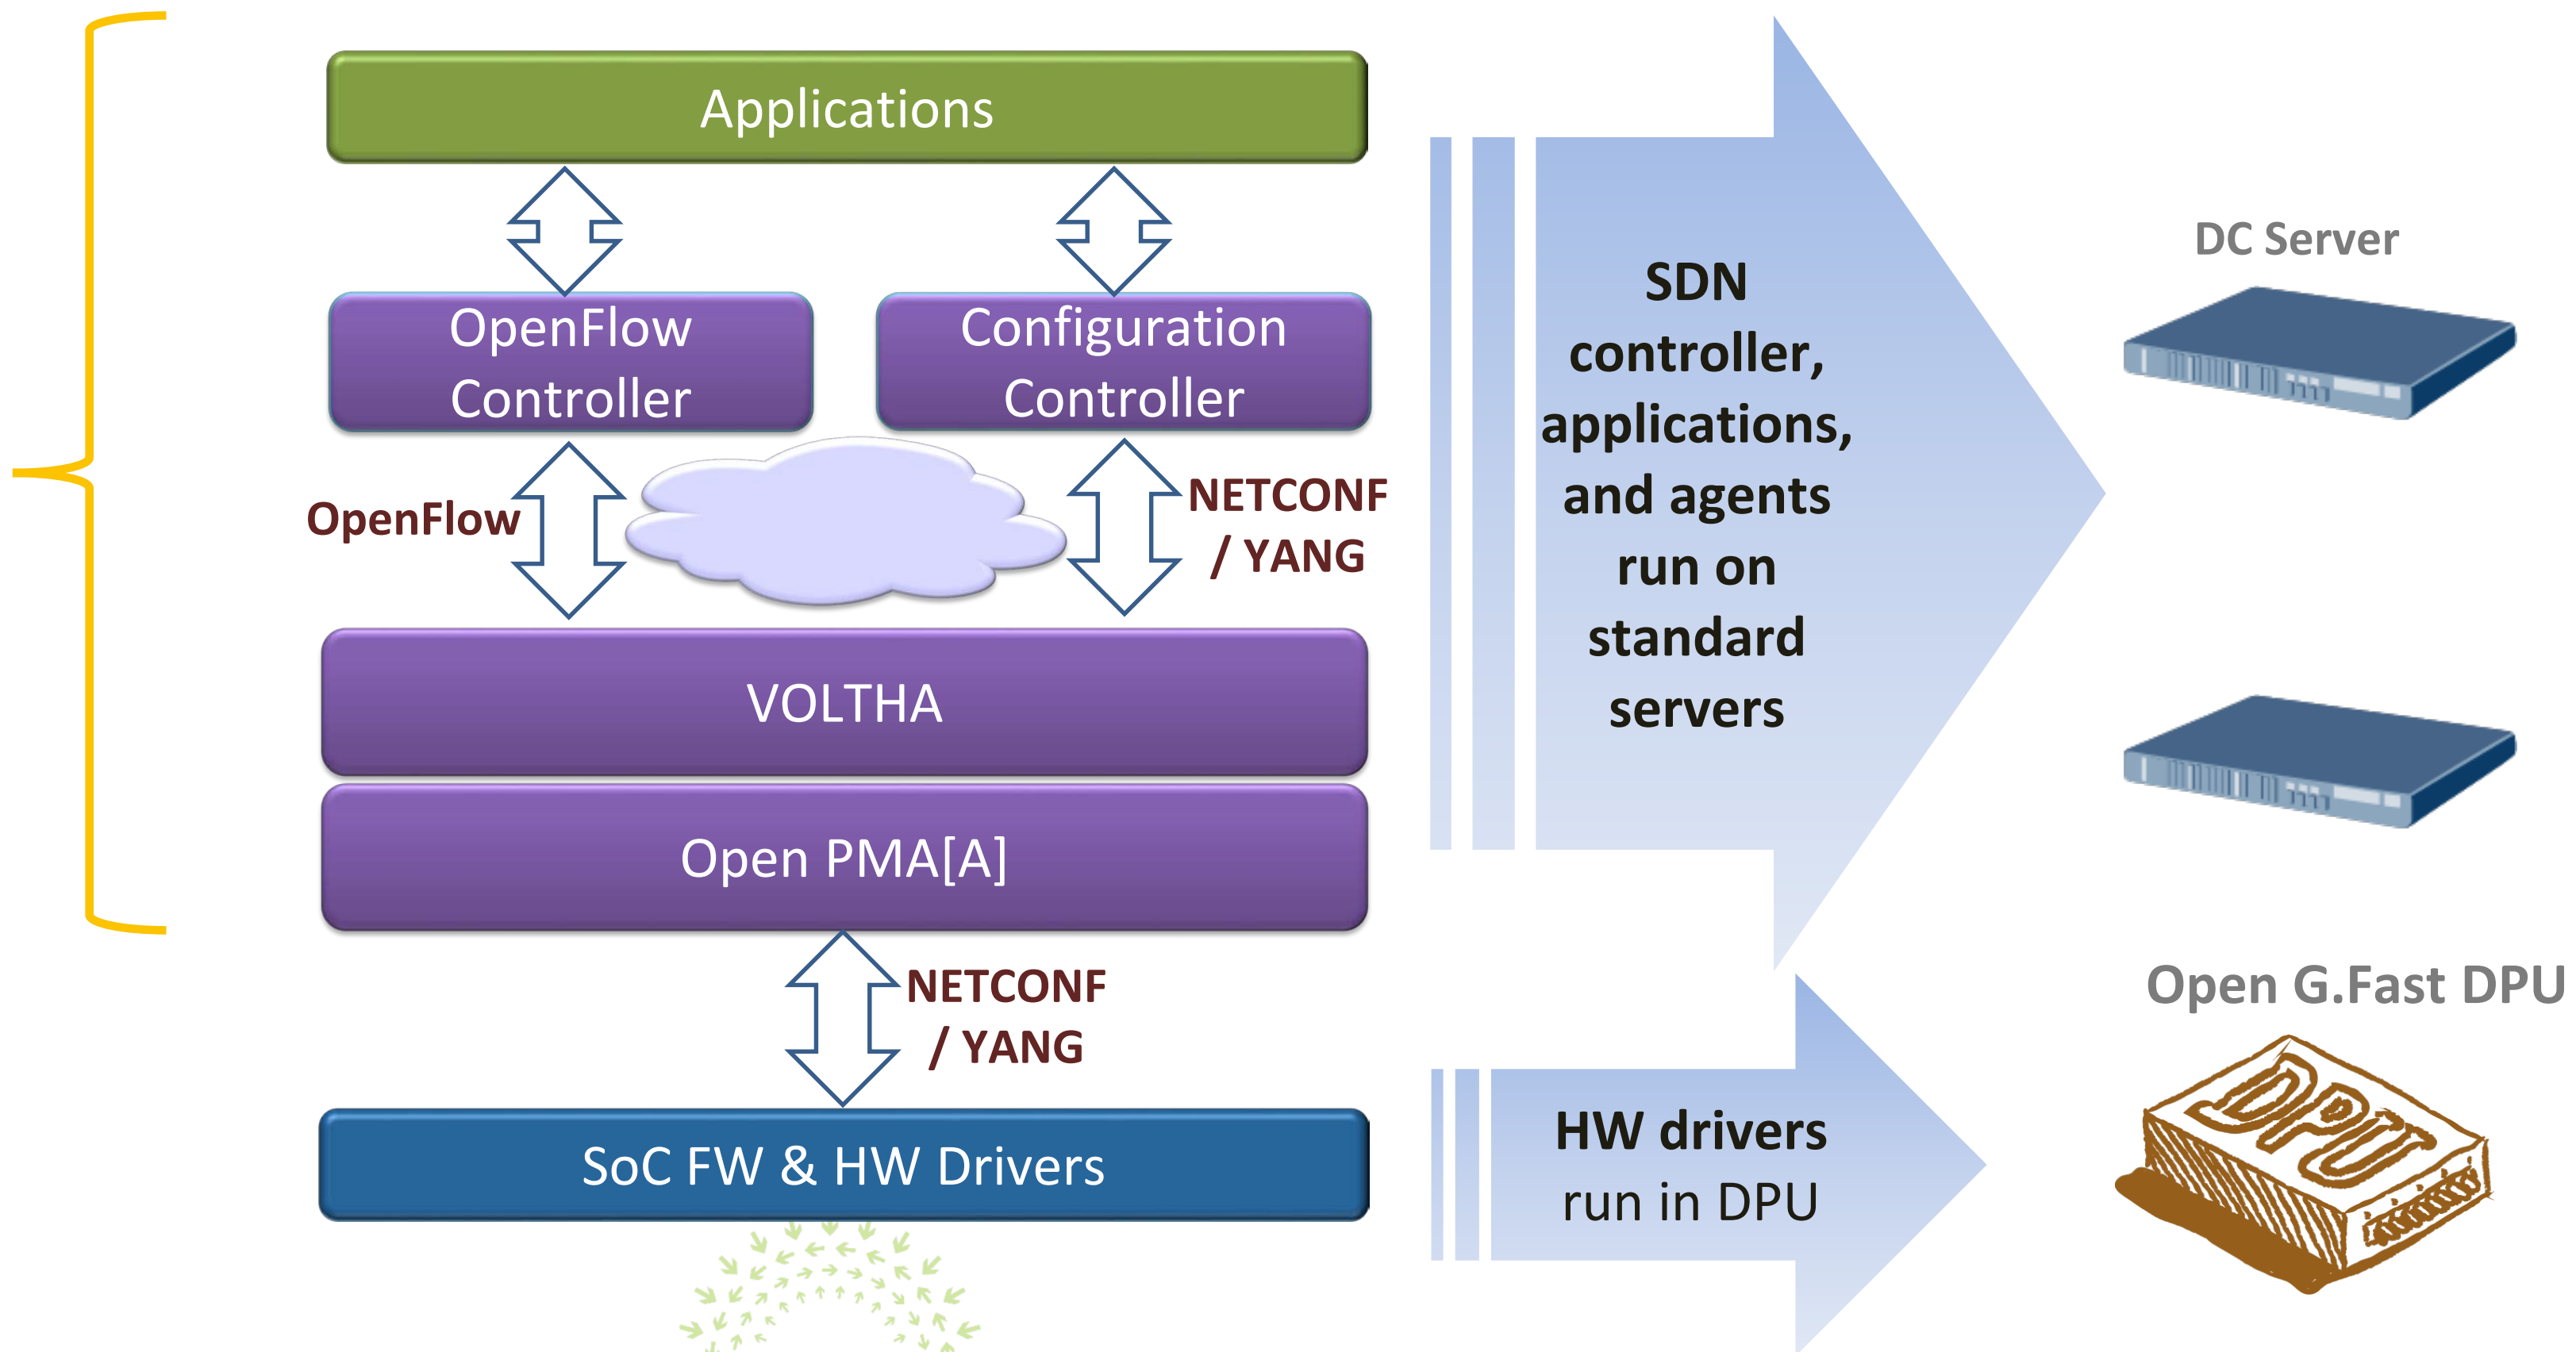 Applications
OpenFlow
Controller
Configuration
Controller
OpenFlow
NETCONF
/ YANG
VOLTHA
Open PMA[A]
NETCONF
/ YANG
SoC FW & HW Drivers
SDN
controller,
applications,
and agents
run on
standard
servers
HW drivers
run in DPU
DC Server
Open G.Fast DPU
DPU